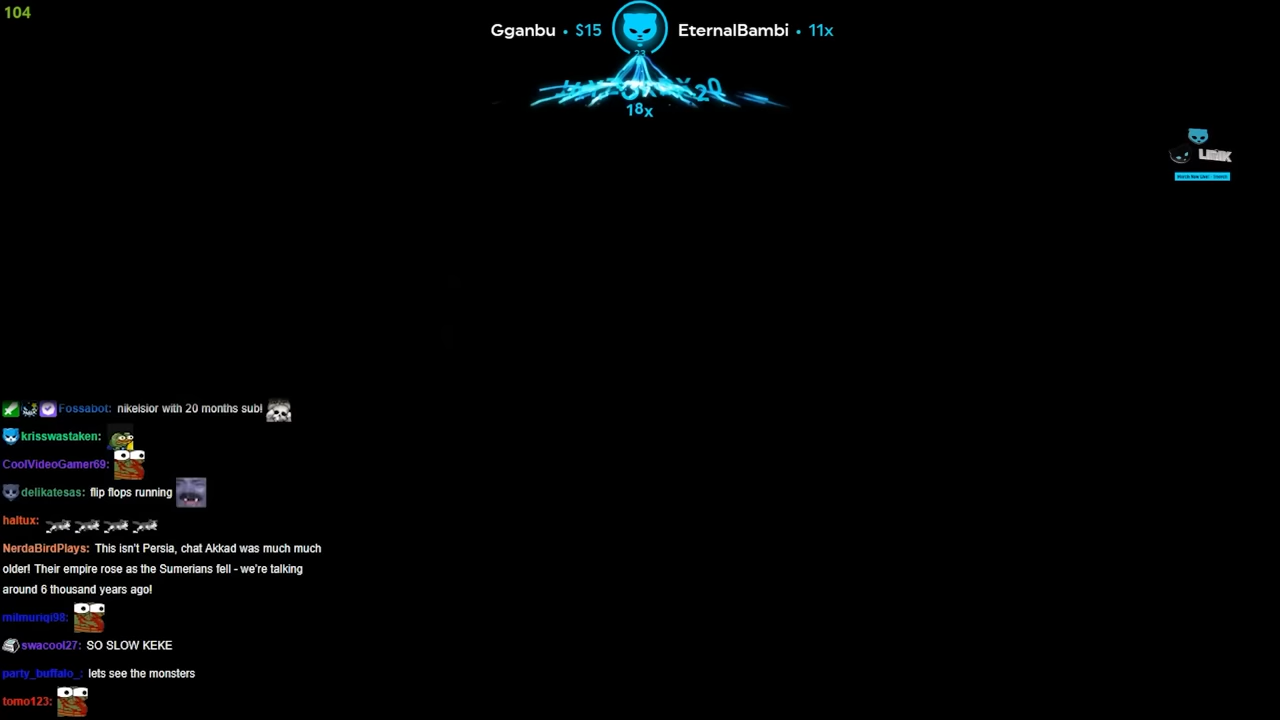 104
Gganbu • $15
EternalBambi • 11x
23
18x
LIRIK
Fossabot: nikelsior with 20 months sub!
krisswastaken:
CoolVideoGamer69:
delikatesas: flip flops running
haltux:
NerdaBirdPlays: This isn't Persia, chat Akkad was much much
older! Their empire rose as the Sumerians fell - we're talking
around 6 thousand years ago!
milmuriqi98:
swacool27: SO SLOW KEKE
party_buffalo_: lets see the monsters
tomo123: